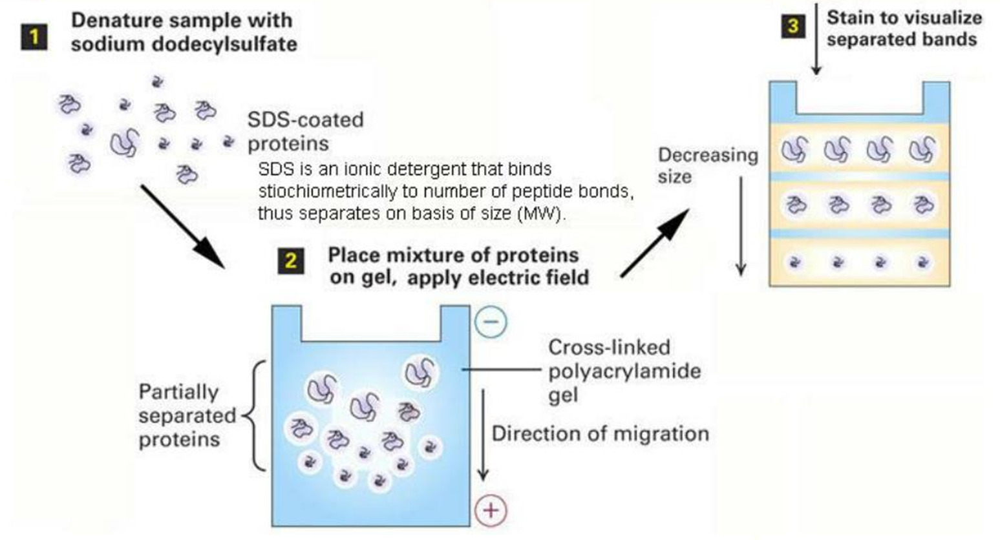 1
Denature sample with
sodium dodecylsulfate
SDS-coated
proteins
SDS is an ionic detergent that binds
stiochiometrically to number of peptide bonds,
thus separates on basis of size (MW).
2
Place mixture of proteins
on gel, apply electric field
−
Cross-linked
polyacrylamide
gel
Partially
separated
proteins
Direction of migration
+
3
Stain to visualize
separated bands
Decreasing
size